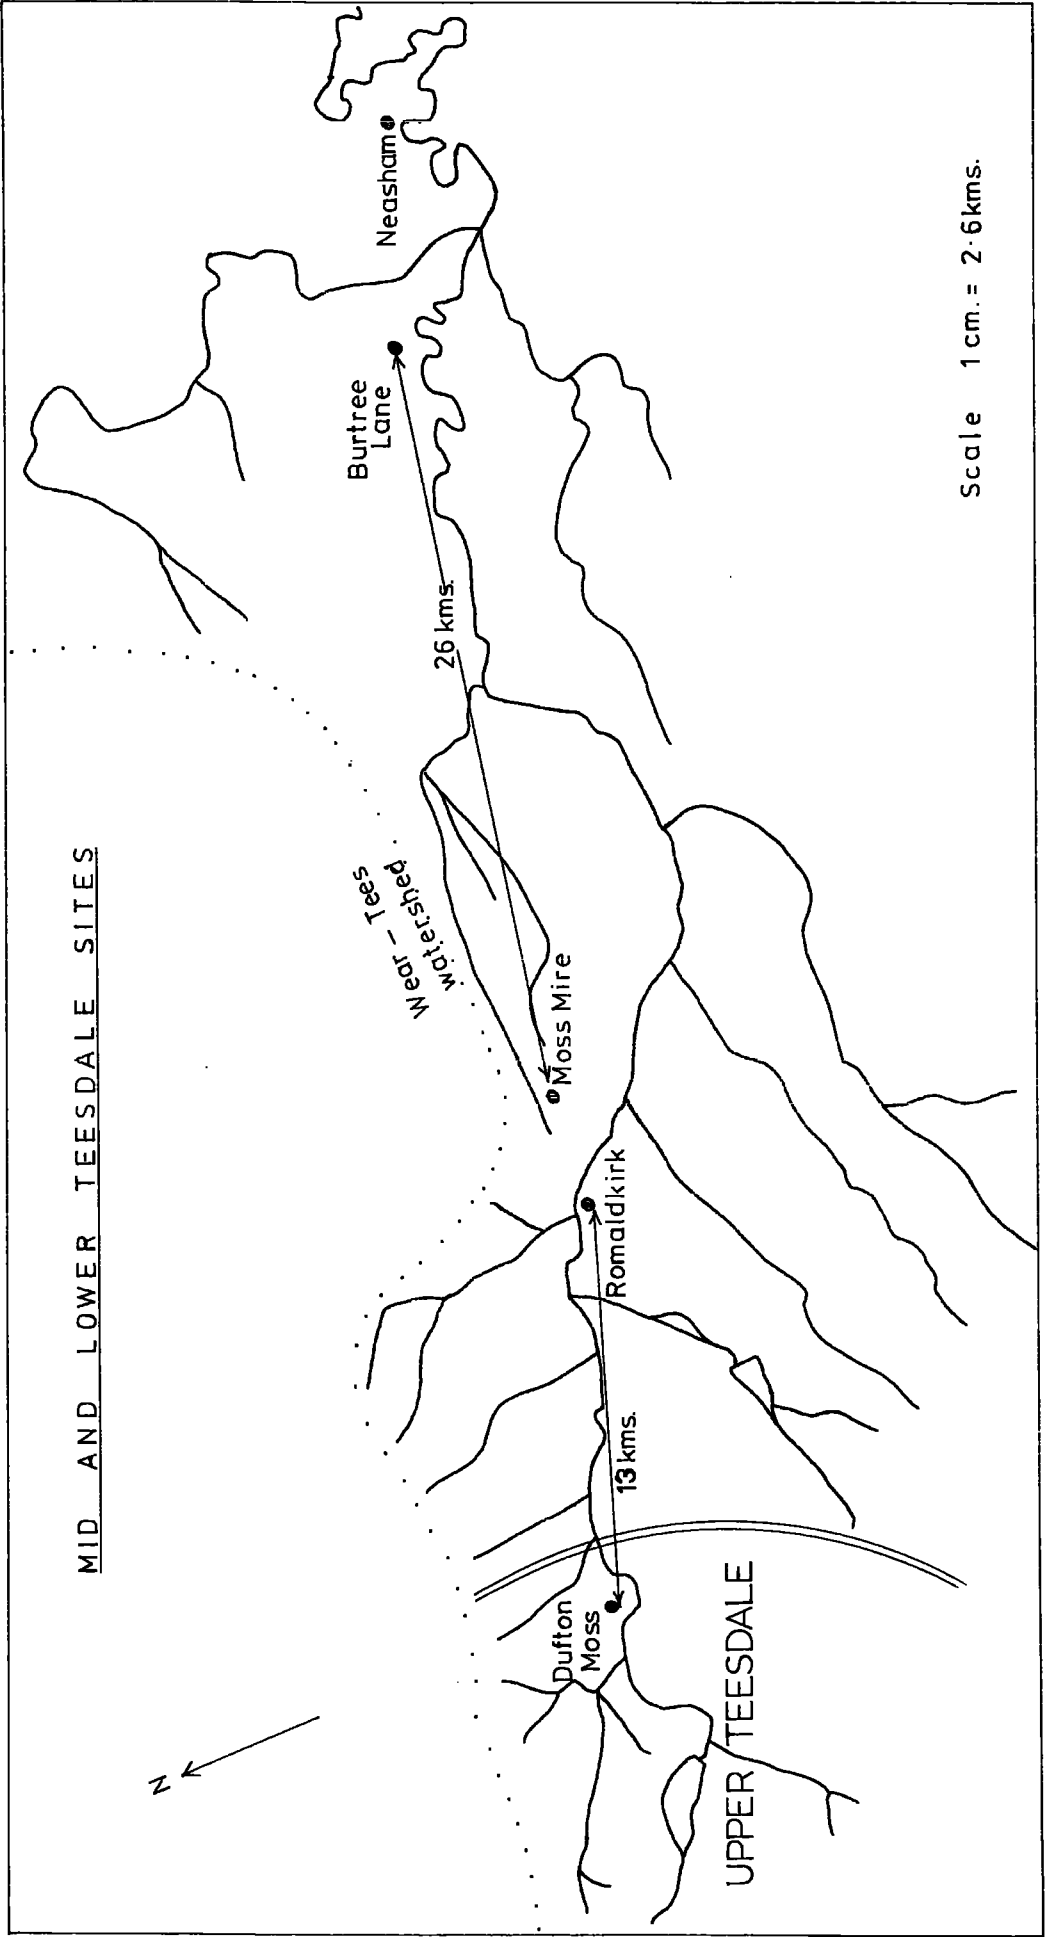 MID AND LOWER TEESDALE SITES
N
Wear - Tees
watershed
Neasham
Burtree
Lane
26 kms.
Moss Mire
Romaldkirk
13 kms.
Dufton
Moss
UPPER TEESDALE
Scale 1 cm. = 2·6 kms.